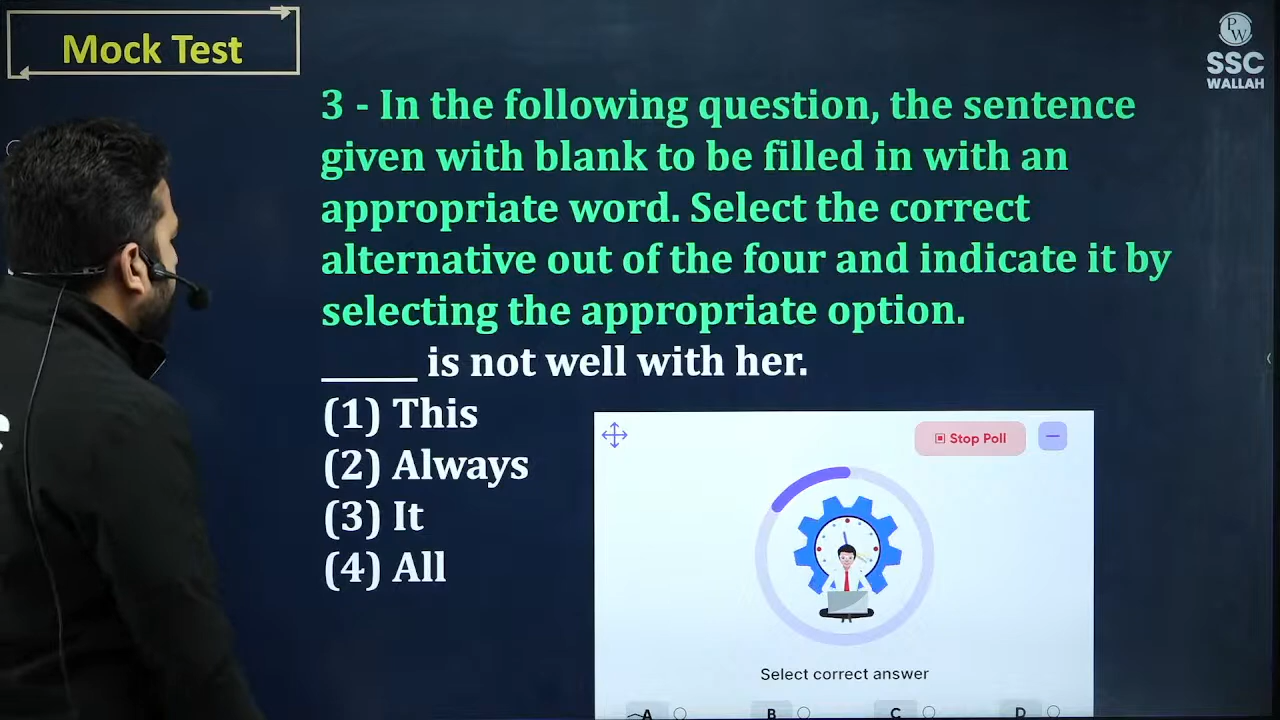 Mock Test
PW
SSC
WALLAH
3 - In the following question, the sentence
given with blank to be filled in with an
appropriate word. Select the correct
alternative out of the four and indicate it by
selecting the appropriate option.
_____ is not well with her.
(1) This
(2) Always
(3) It
(4) All
Stop Poll
Select correct answer
A B C D